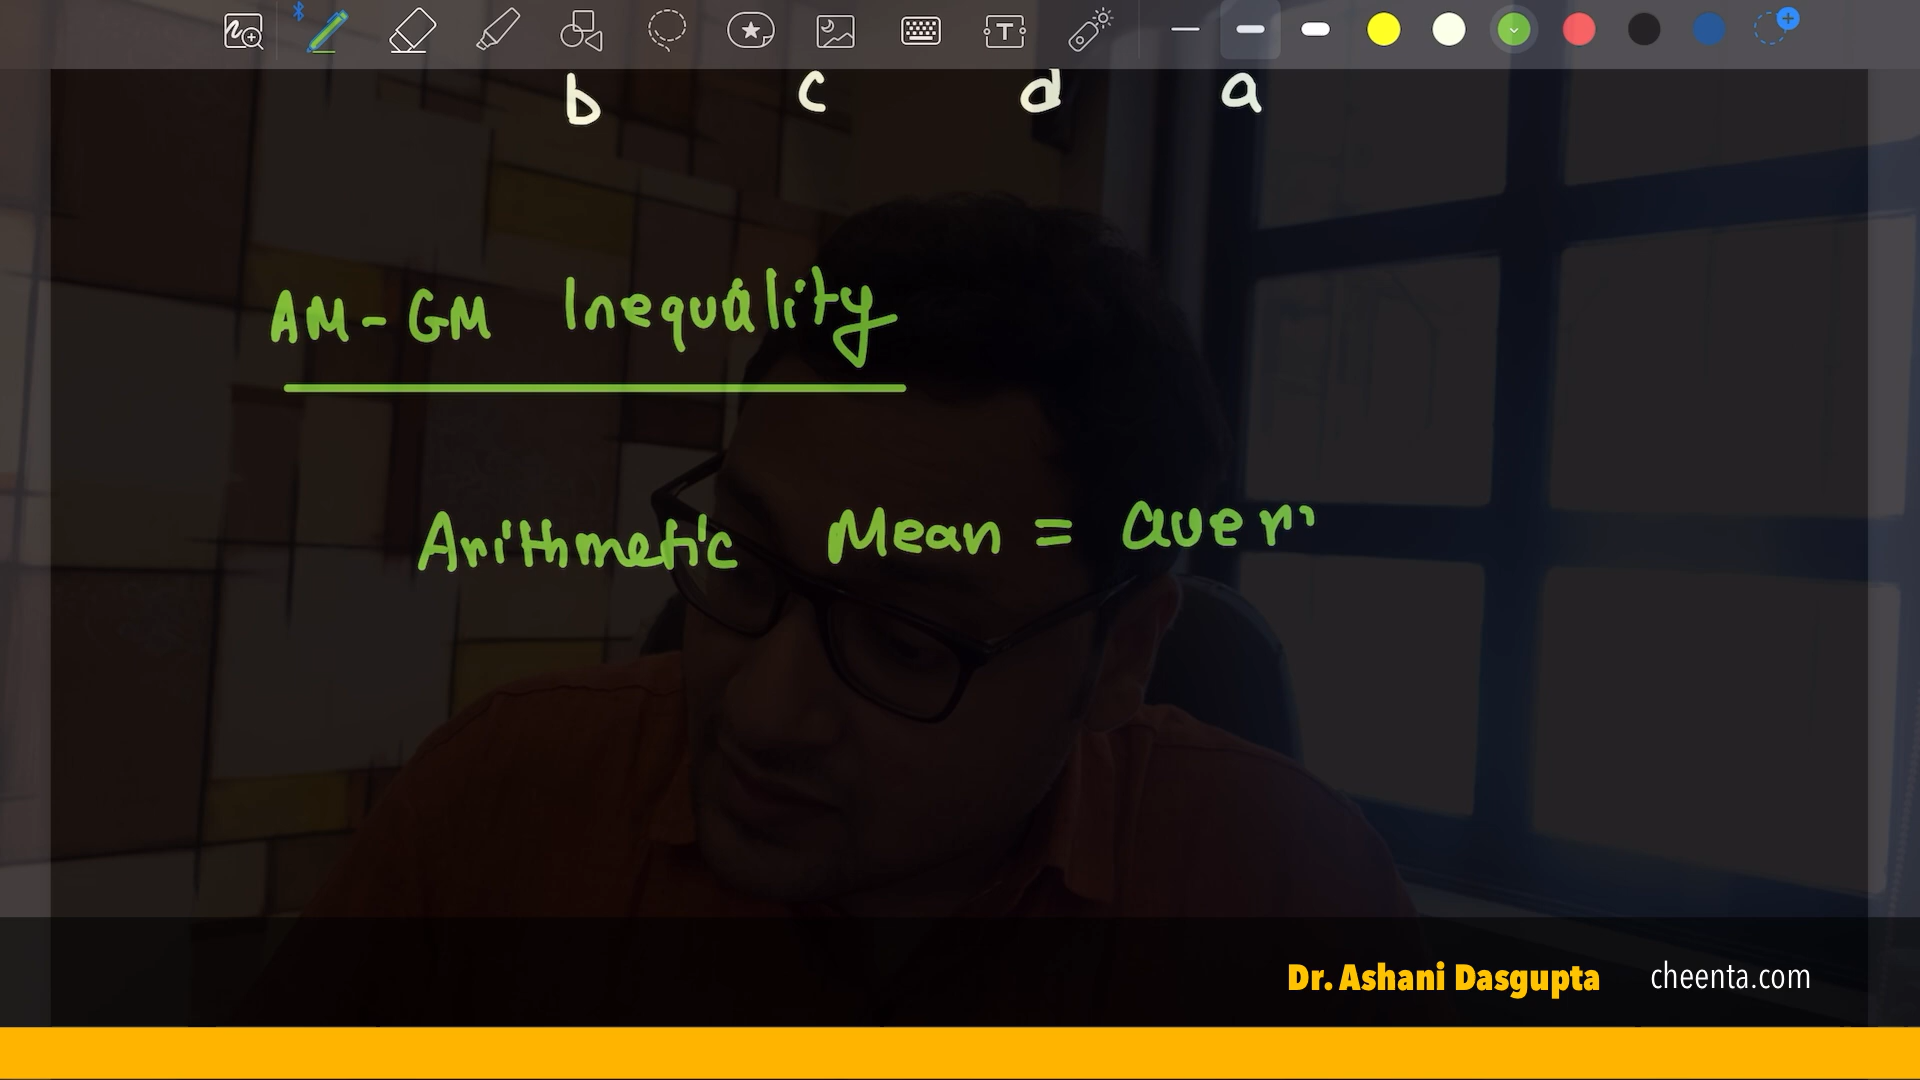 b c d a
AM-GM Inequality
Arithmetic Mean = aver
Dr. Ashani Dasgupta cheenta.com